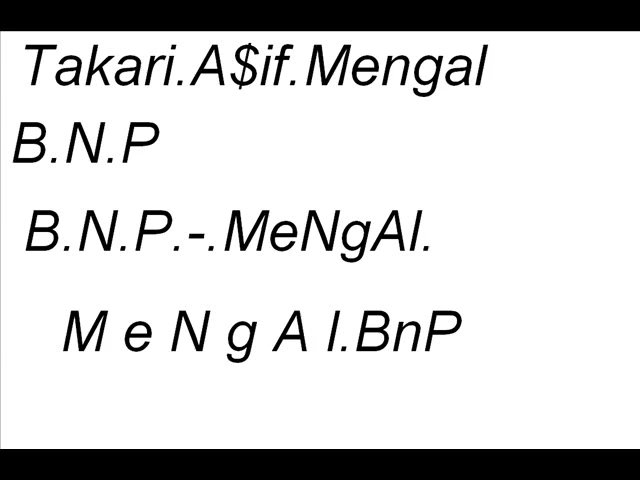 Takari.A$if.Mengal
B.N.P
B.N.P.-.MeNgAl.
M e N g A l.BnP